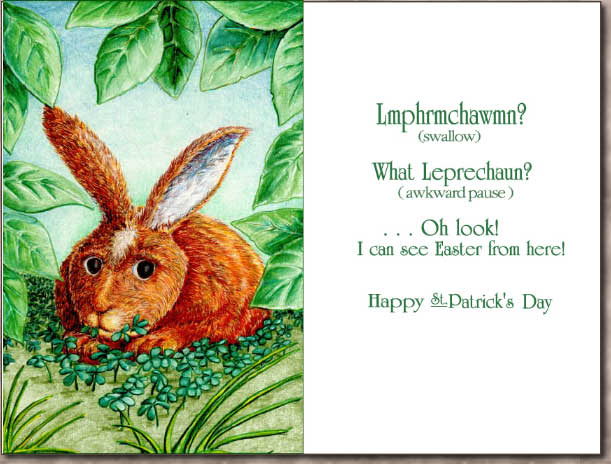 Lmphrmchawmn?
(swallow)
What Leprechaun?
( awkward pause )
. . . Oh look!
I can see Easter from here!
Happy St. Patrick's Day